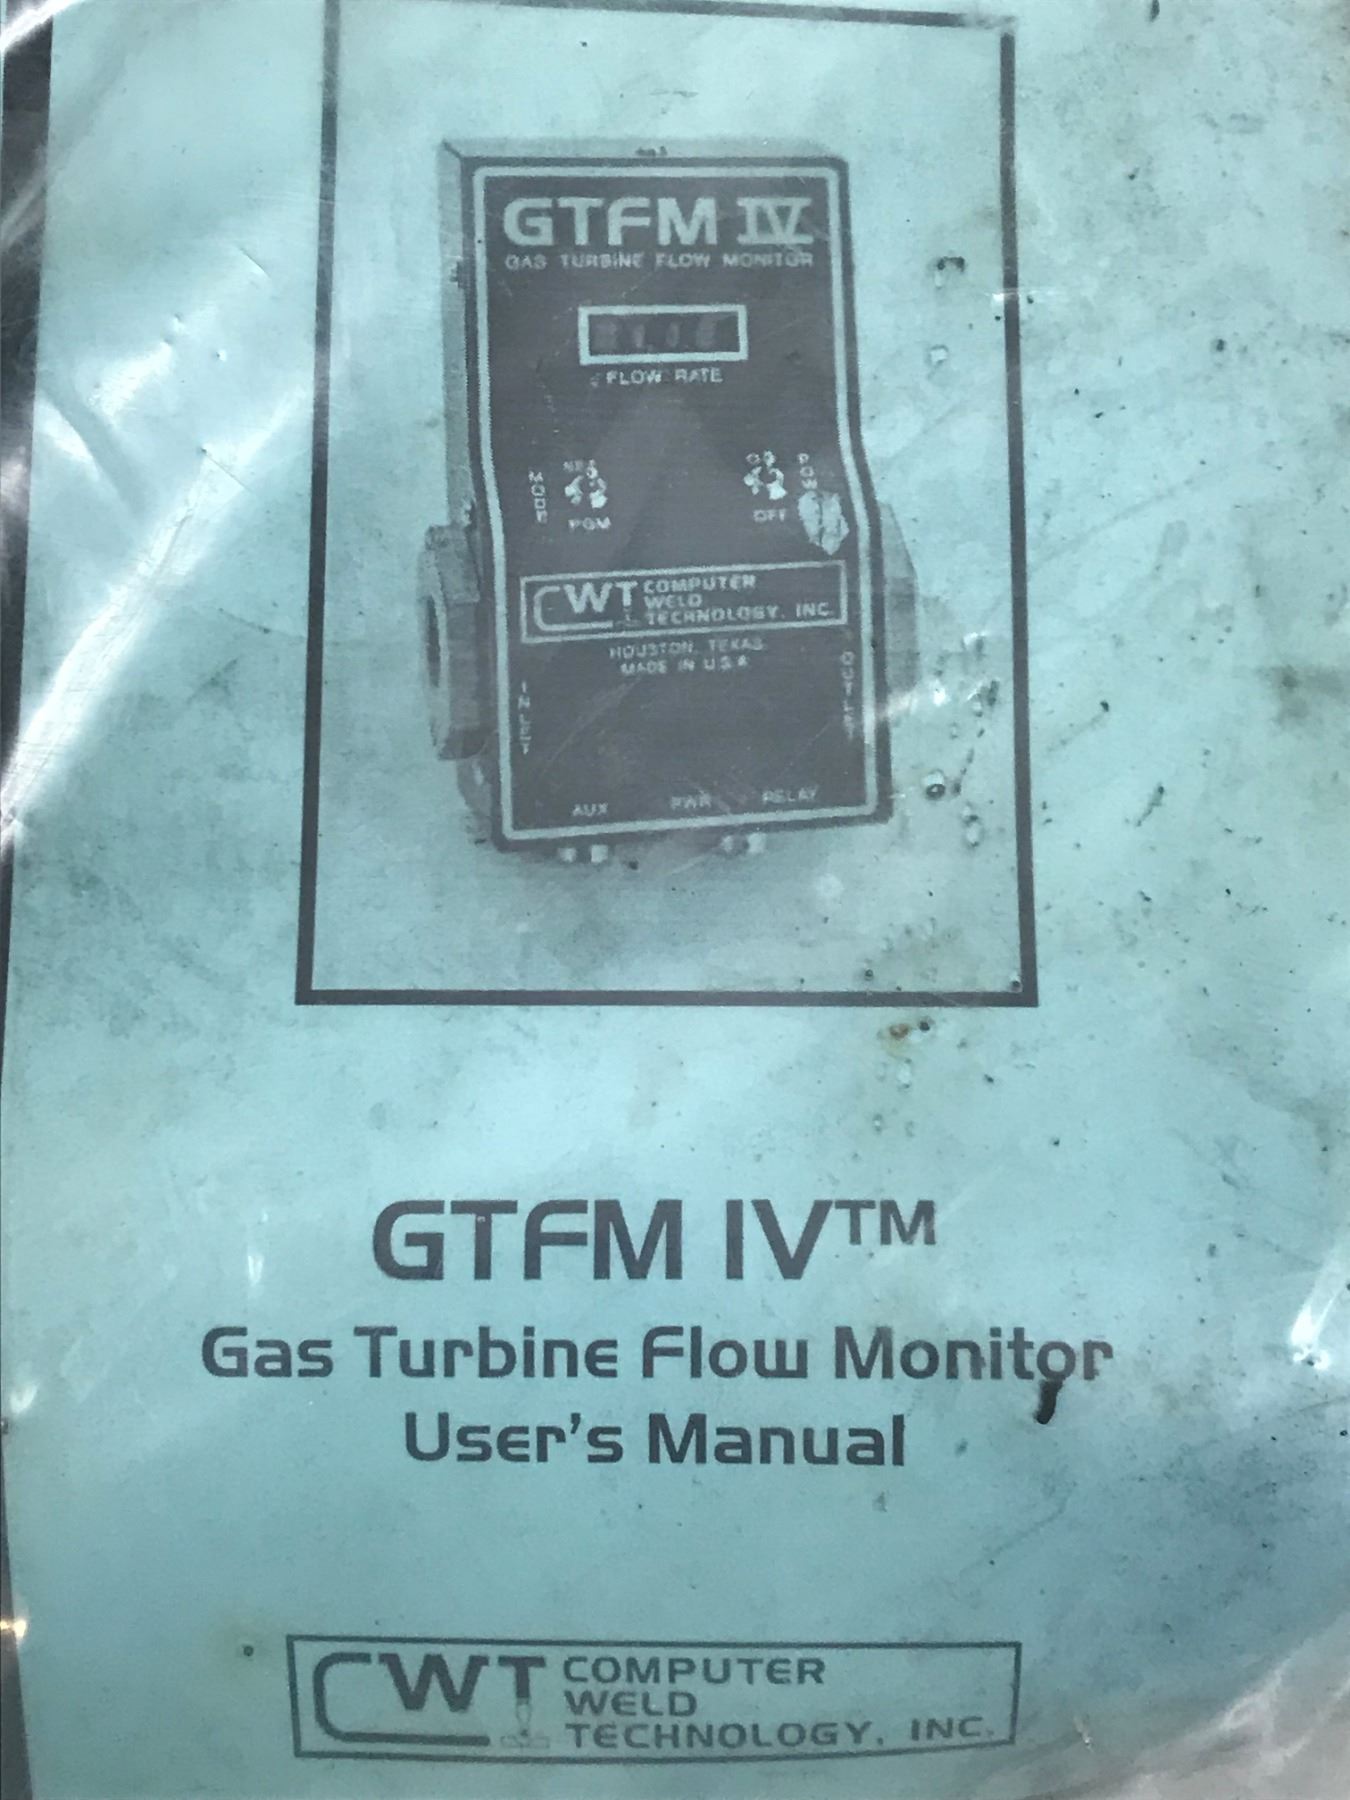 GTFM IV
GAS TURBINE FLOW MONITOR
FLOW RATE
MODE
PGM
OFF
CWT COMPUTER
WELD
TECHNOLOGY, INC.
HOUSTON, TEXAS
MADE IN U.S.A
INLET
OUTLET
AUX PWR RELAY
GTFM IV™
Gas Turbine Flow Monitor
User's Manual
CWT COMPUTER
WELD
TECHNOLOGY, INC.